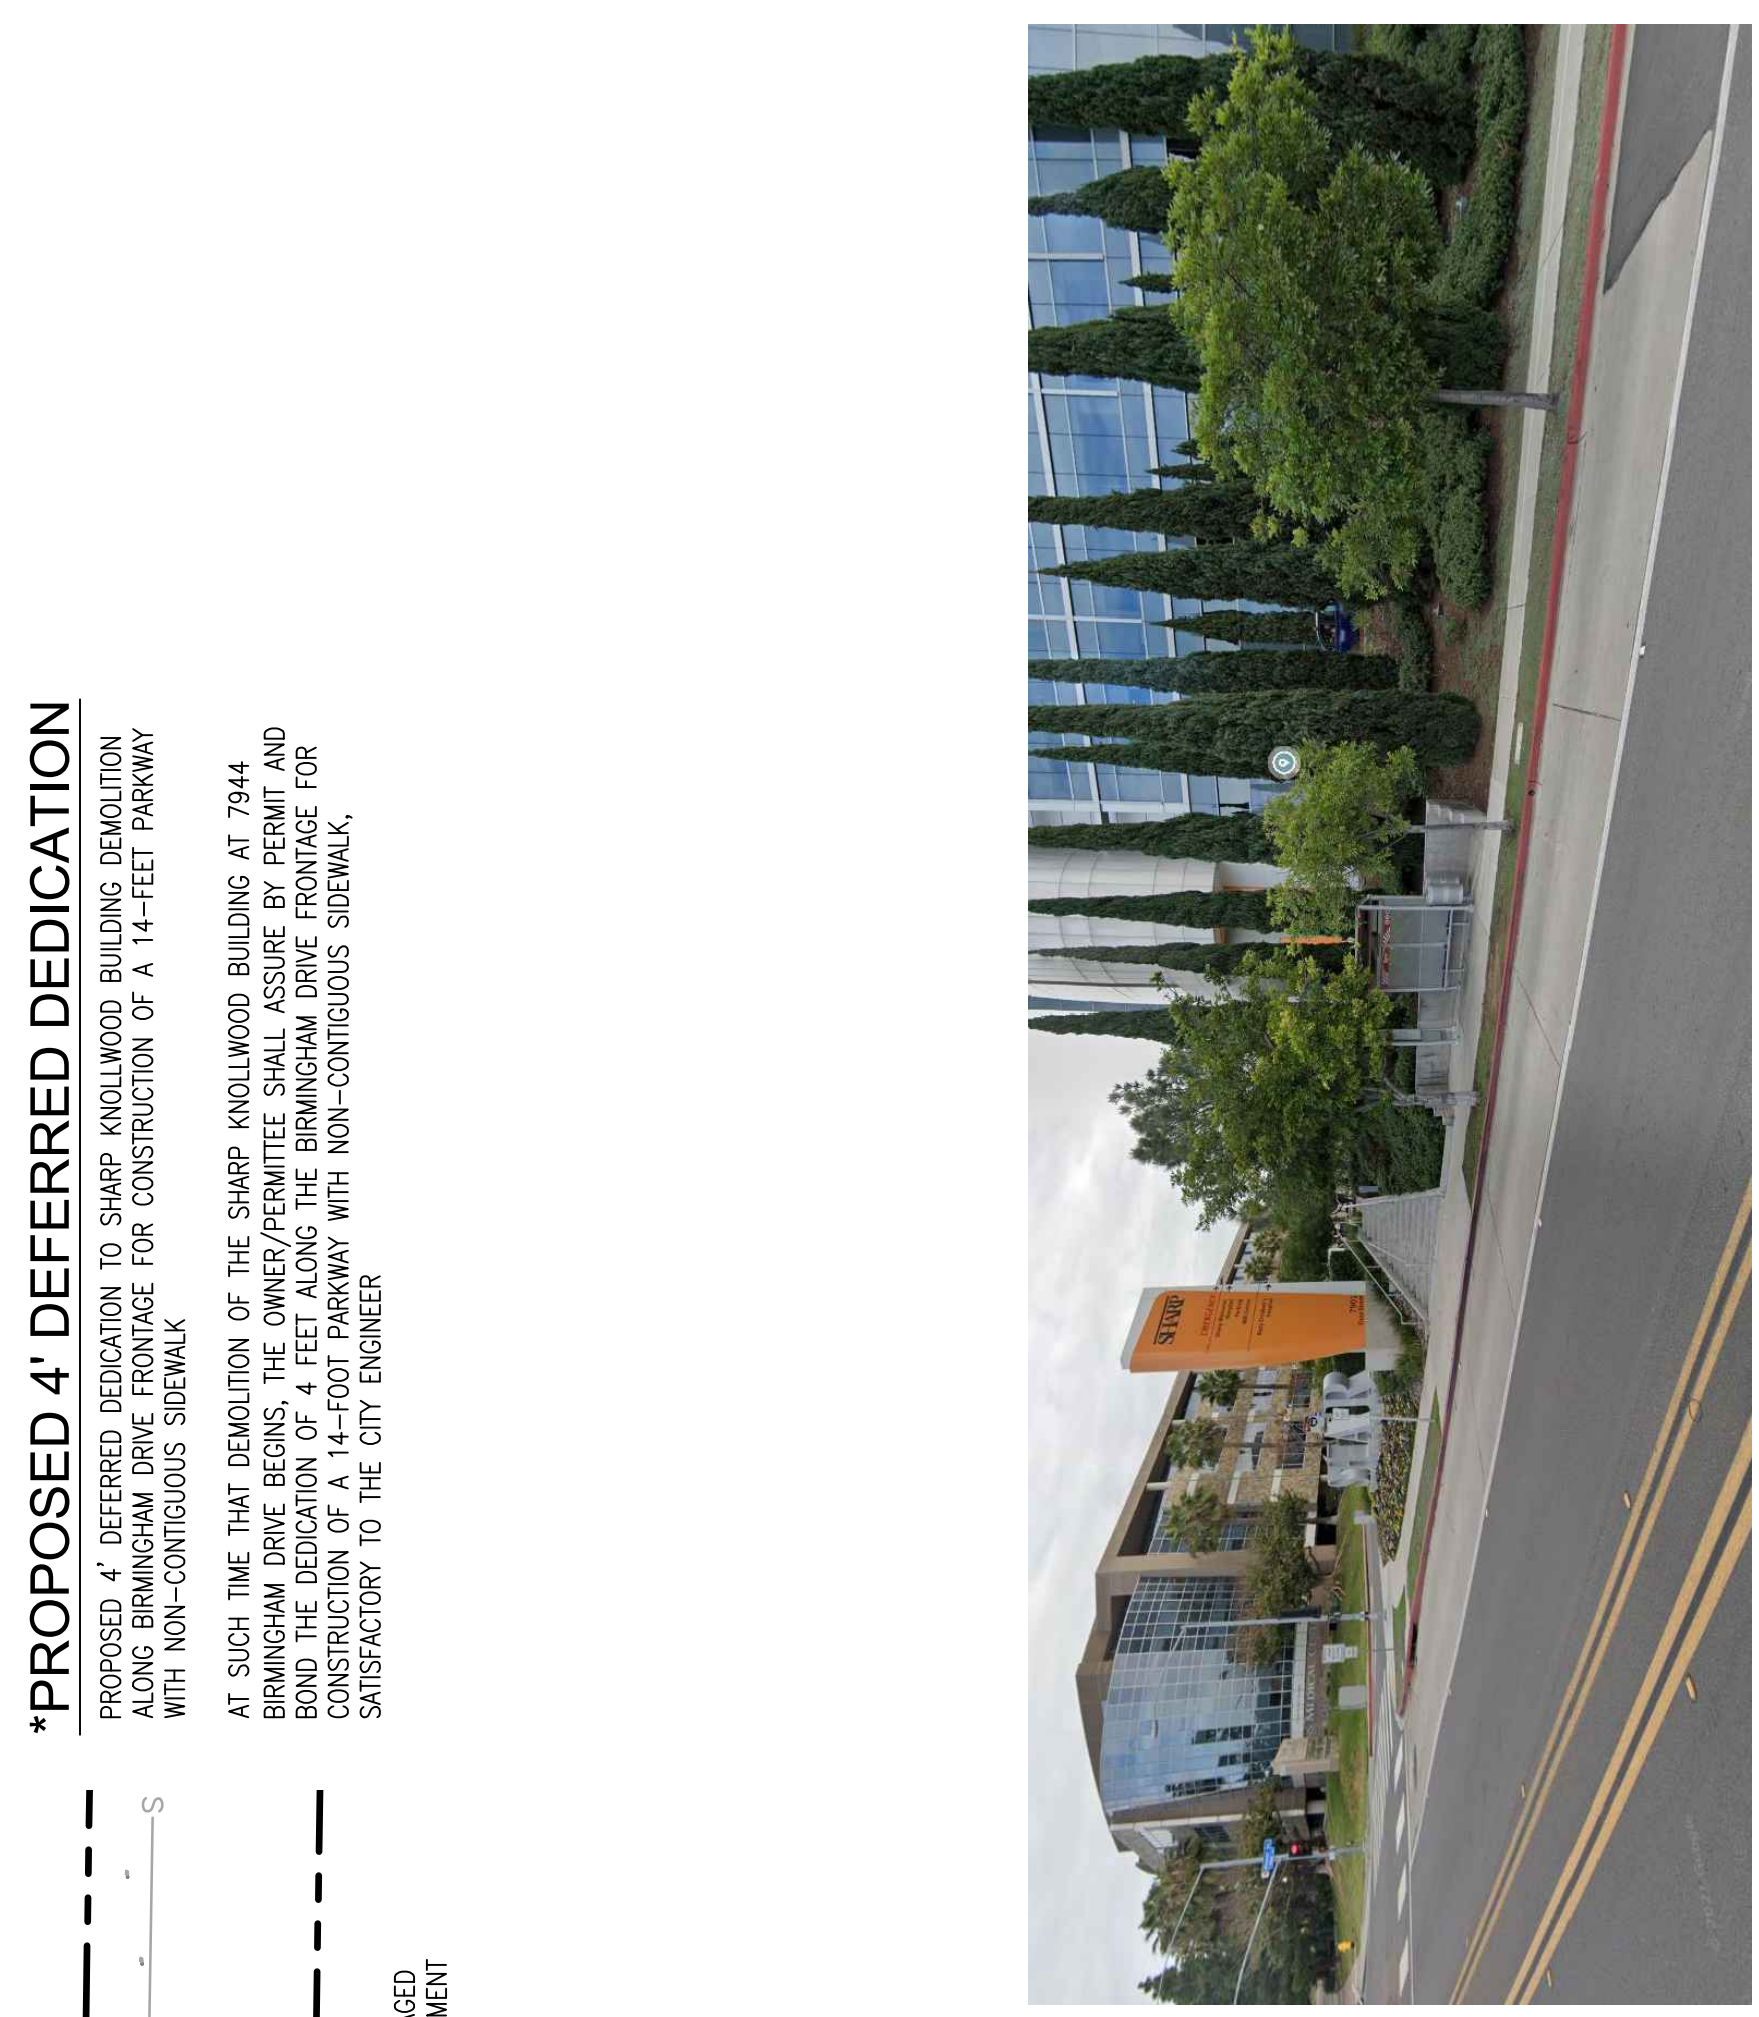 *PROPOSED 4' DEFERRED DEDICATION
PROPOSED 4' DEFERRED DEDICATION TO SHARP KNOLLWOOD BUILDING DEMOLITION
ALONG BIRMINGHAM DRIVE FRONTAGE FOR CONSTRUCTION OF A 14-FEET PARKWAY
WITH NON-CONTIGUOUS SIDEWALK
AT SUCH TIME THAT DEMOLITION OF THE SHARP KNOLLWOOD BUILDING AT 7944
BIRMINGHAM DRIVE BEGINS, THE OWNER/PERMITTEE SHALL ASSURE BY PERMIT AND
BOND THE DEDICATION OF 4 FEET ALONG THE BIRMINGHAM DRIVE FRONTAGE FOR
CONSTRUCTION OF A 14-FOOT PARKWAY WITH NON-CONTIGUOUS SIDEWALK,
SATISFACTORY TO THE CITY ENGINEER
S
AGED
MENT
SHARP
7901
MEDICAL